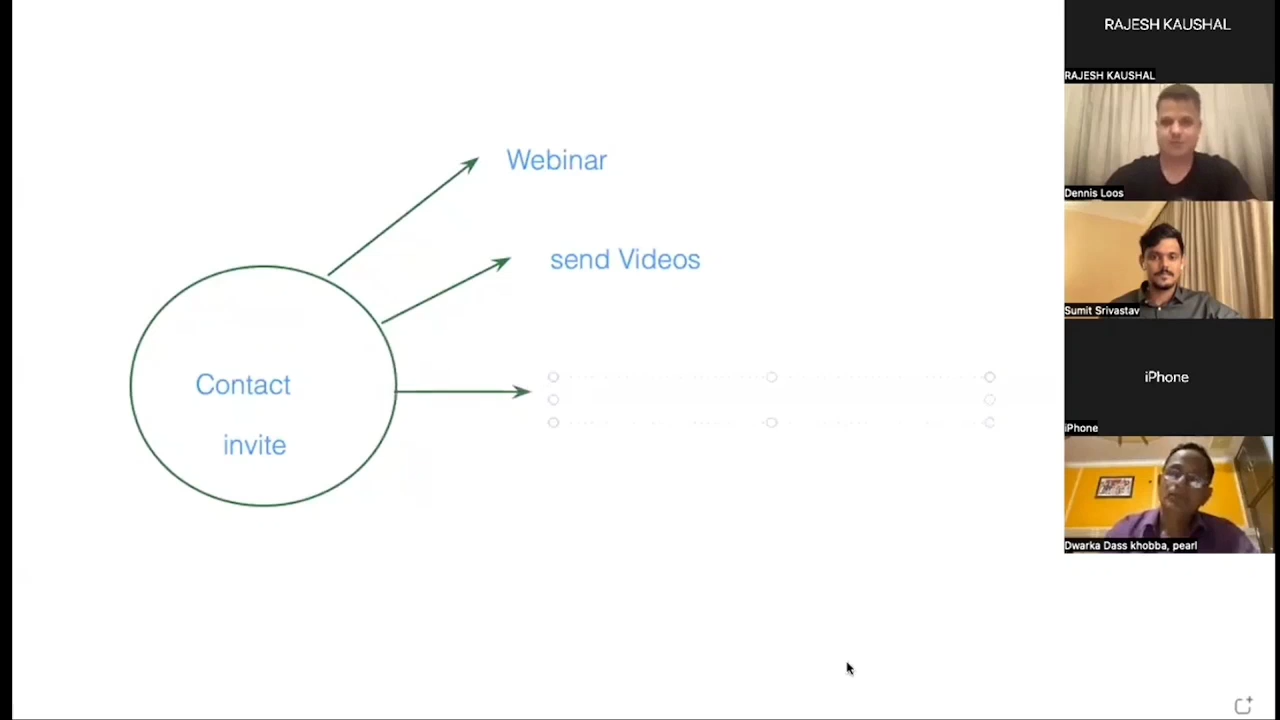 Webinar
send Videos
Contact
invite
RAJESH KAUSHAL
RAJESH KAUSHAL
Dennis Loos
Sumit Srivastav
iPhone
iPhone
Dwarka Dass khobba, pearl